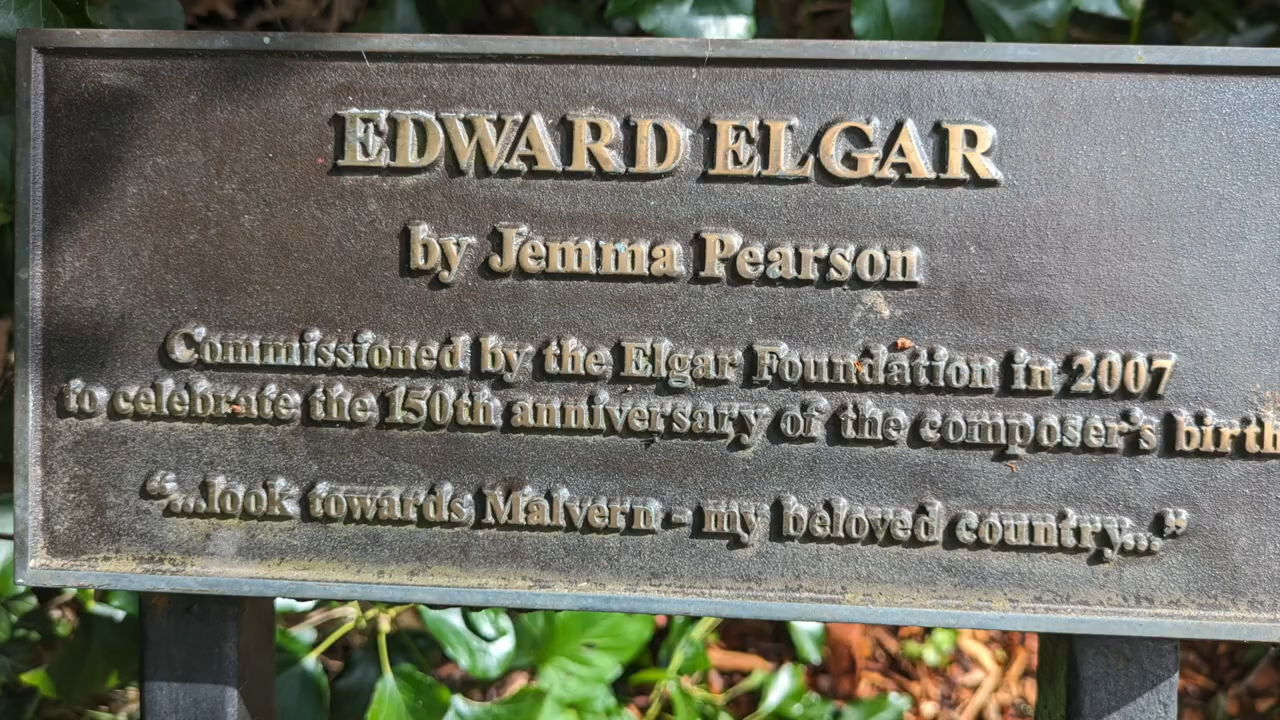 EDWARD ELGAR
by Jemma Pearson
Commissioned by the Elgar Foundation in 2007
to celebrate the 150th anniversary of the composer's birth
“...look towards Malvern - my beloved country...”